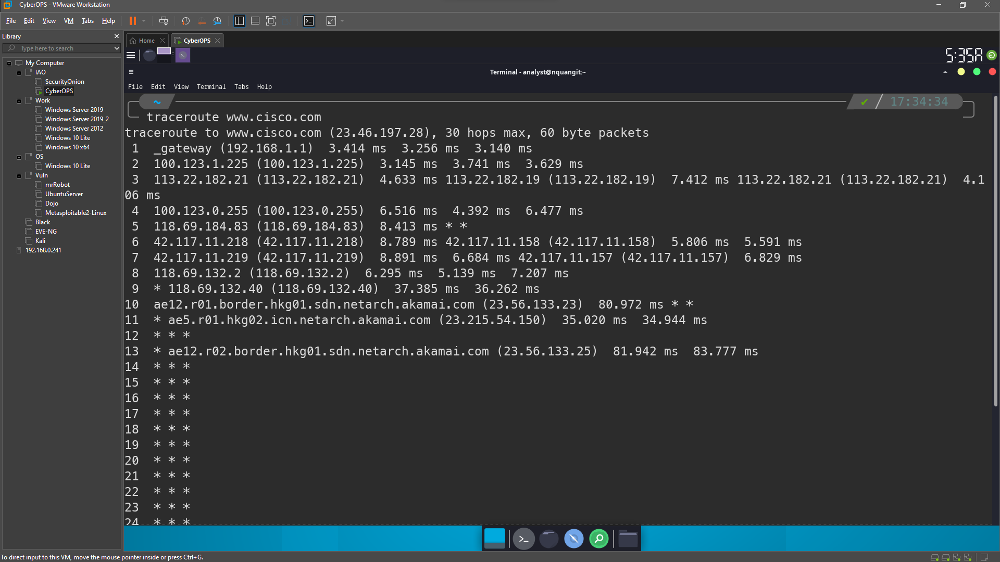 CyberOPS - VMware Workstation
File Edit View VM Tabs Help
Library
Type here to search
My Computer
IAO
SecurityOnion
CyberOPS
Work
Windows Server 2019
Windows Server 2019_2
Windows Server 2012
Windows 10 Lite
Windows 10 x64
OS
Windows 10 Lite
Vuln
mrRobot
UbuntuServer
Dojo
Metasploitable2-Linux
Black
EVE-NG
Kali
192.168.0.241
Home CyberOPS
5:35A
Terminal - analyst@nquangit:~
File Edit View Terminal Tabs Help
~ ✔ 17:34:34
traceroute www.cisco.com
traceroute to www.cisco.com (23.46.197.28), 30 hops max, 60 byte packets
1 _gateway (192.168.1.1) 3.414 ms 3.256 ms 3.140 ms
2 100.123.1.225 (100.123.1.225) 3.145 ms 3.741 ms 3.629 ms
3 113.22.182.21 (113.22.182.21) 4.633 ms 113.22.182.19 (113.22.182.19) 7.412 ms 113.22.182.21 (113.22.182.21) 4.1
06 ms
4 100.123.0.255 (100.123.0.255) 6.516 ms 4.392 ms 6.477 ms
5 118.69.184.83 (118.69.184.83) 8.413 ms * *
6 42.117.11.218 (42.117.11.218) 8.789 ms 42.117.11.158 (42.117.11.158) 5.806 ms 5.591 ms
7 42.117.11.219 (42.117.11.219) 8.891 ms 6.684 ms 42.117.11.157 (42.117.11.157) 6.829 ms
8 118.69.132.2 (118.69.132.2) 6.295 ms 5.139 ms 7.207 ms
9 * 118.69.132.40 (118.69.132.40) 37.385 ms 36.262 ms
10 ae12.r01.border.hkg01.sdn.netarch.akamai.com (23.56.133.23) 80.972 ms * *
11 * ae5.r01.hkg02.icn.netarch.akamai.com (23.215.54.150) 35.020 ms 34.944 ms
12 * * *
13 * ae12.r02.border.hkg01.sdn.netarch.akamai.com (23.56.133.25) 81.942 ms 83.777 ms
14 * * *
15 * * *
16 * * *
17 * * *
18 * * *
19 * * *
20 * * *
21 * * *
22 * * *
23 * * *
24 * * *
To direct input to this VM, move the mouse pointer inside or press Ctrl+G.